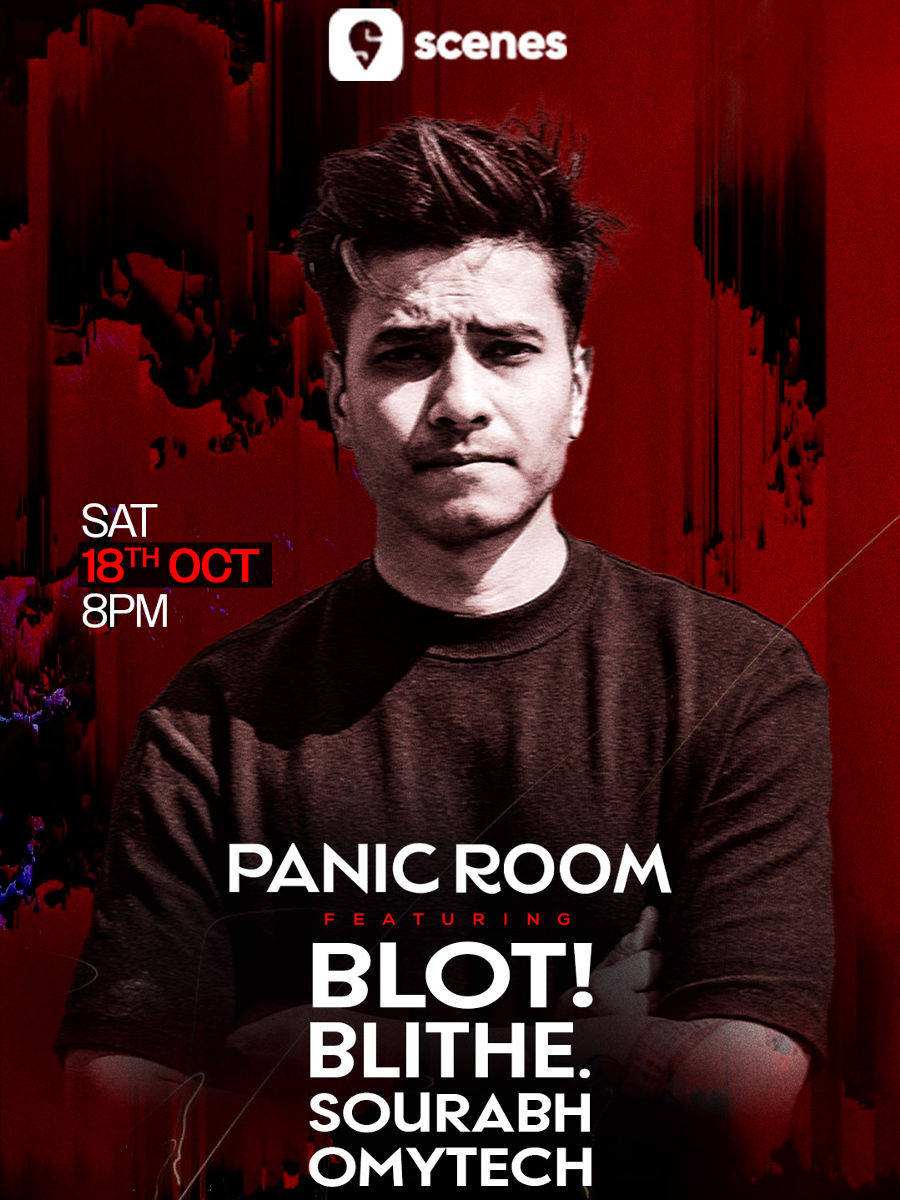 scenes
SAT
18TH OCT
8PM
PANIC ROOM
FEATURING
BLOT!
BLITHE.
SOURABH
OMYTECH